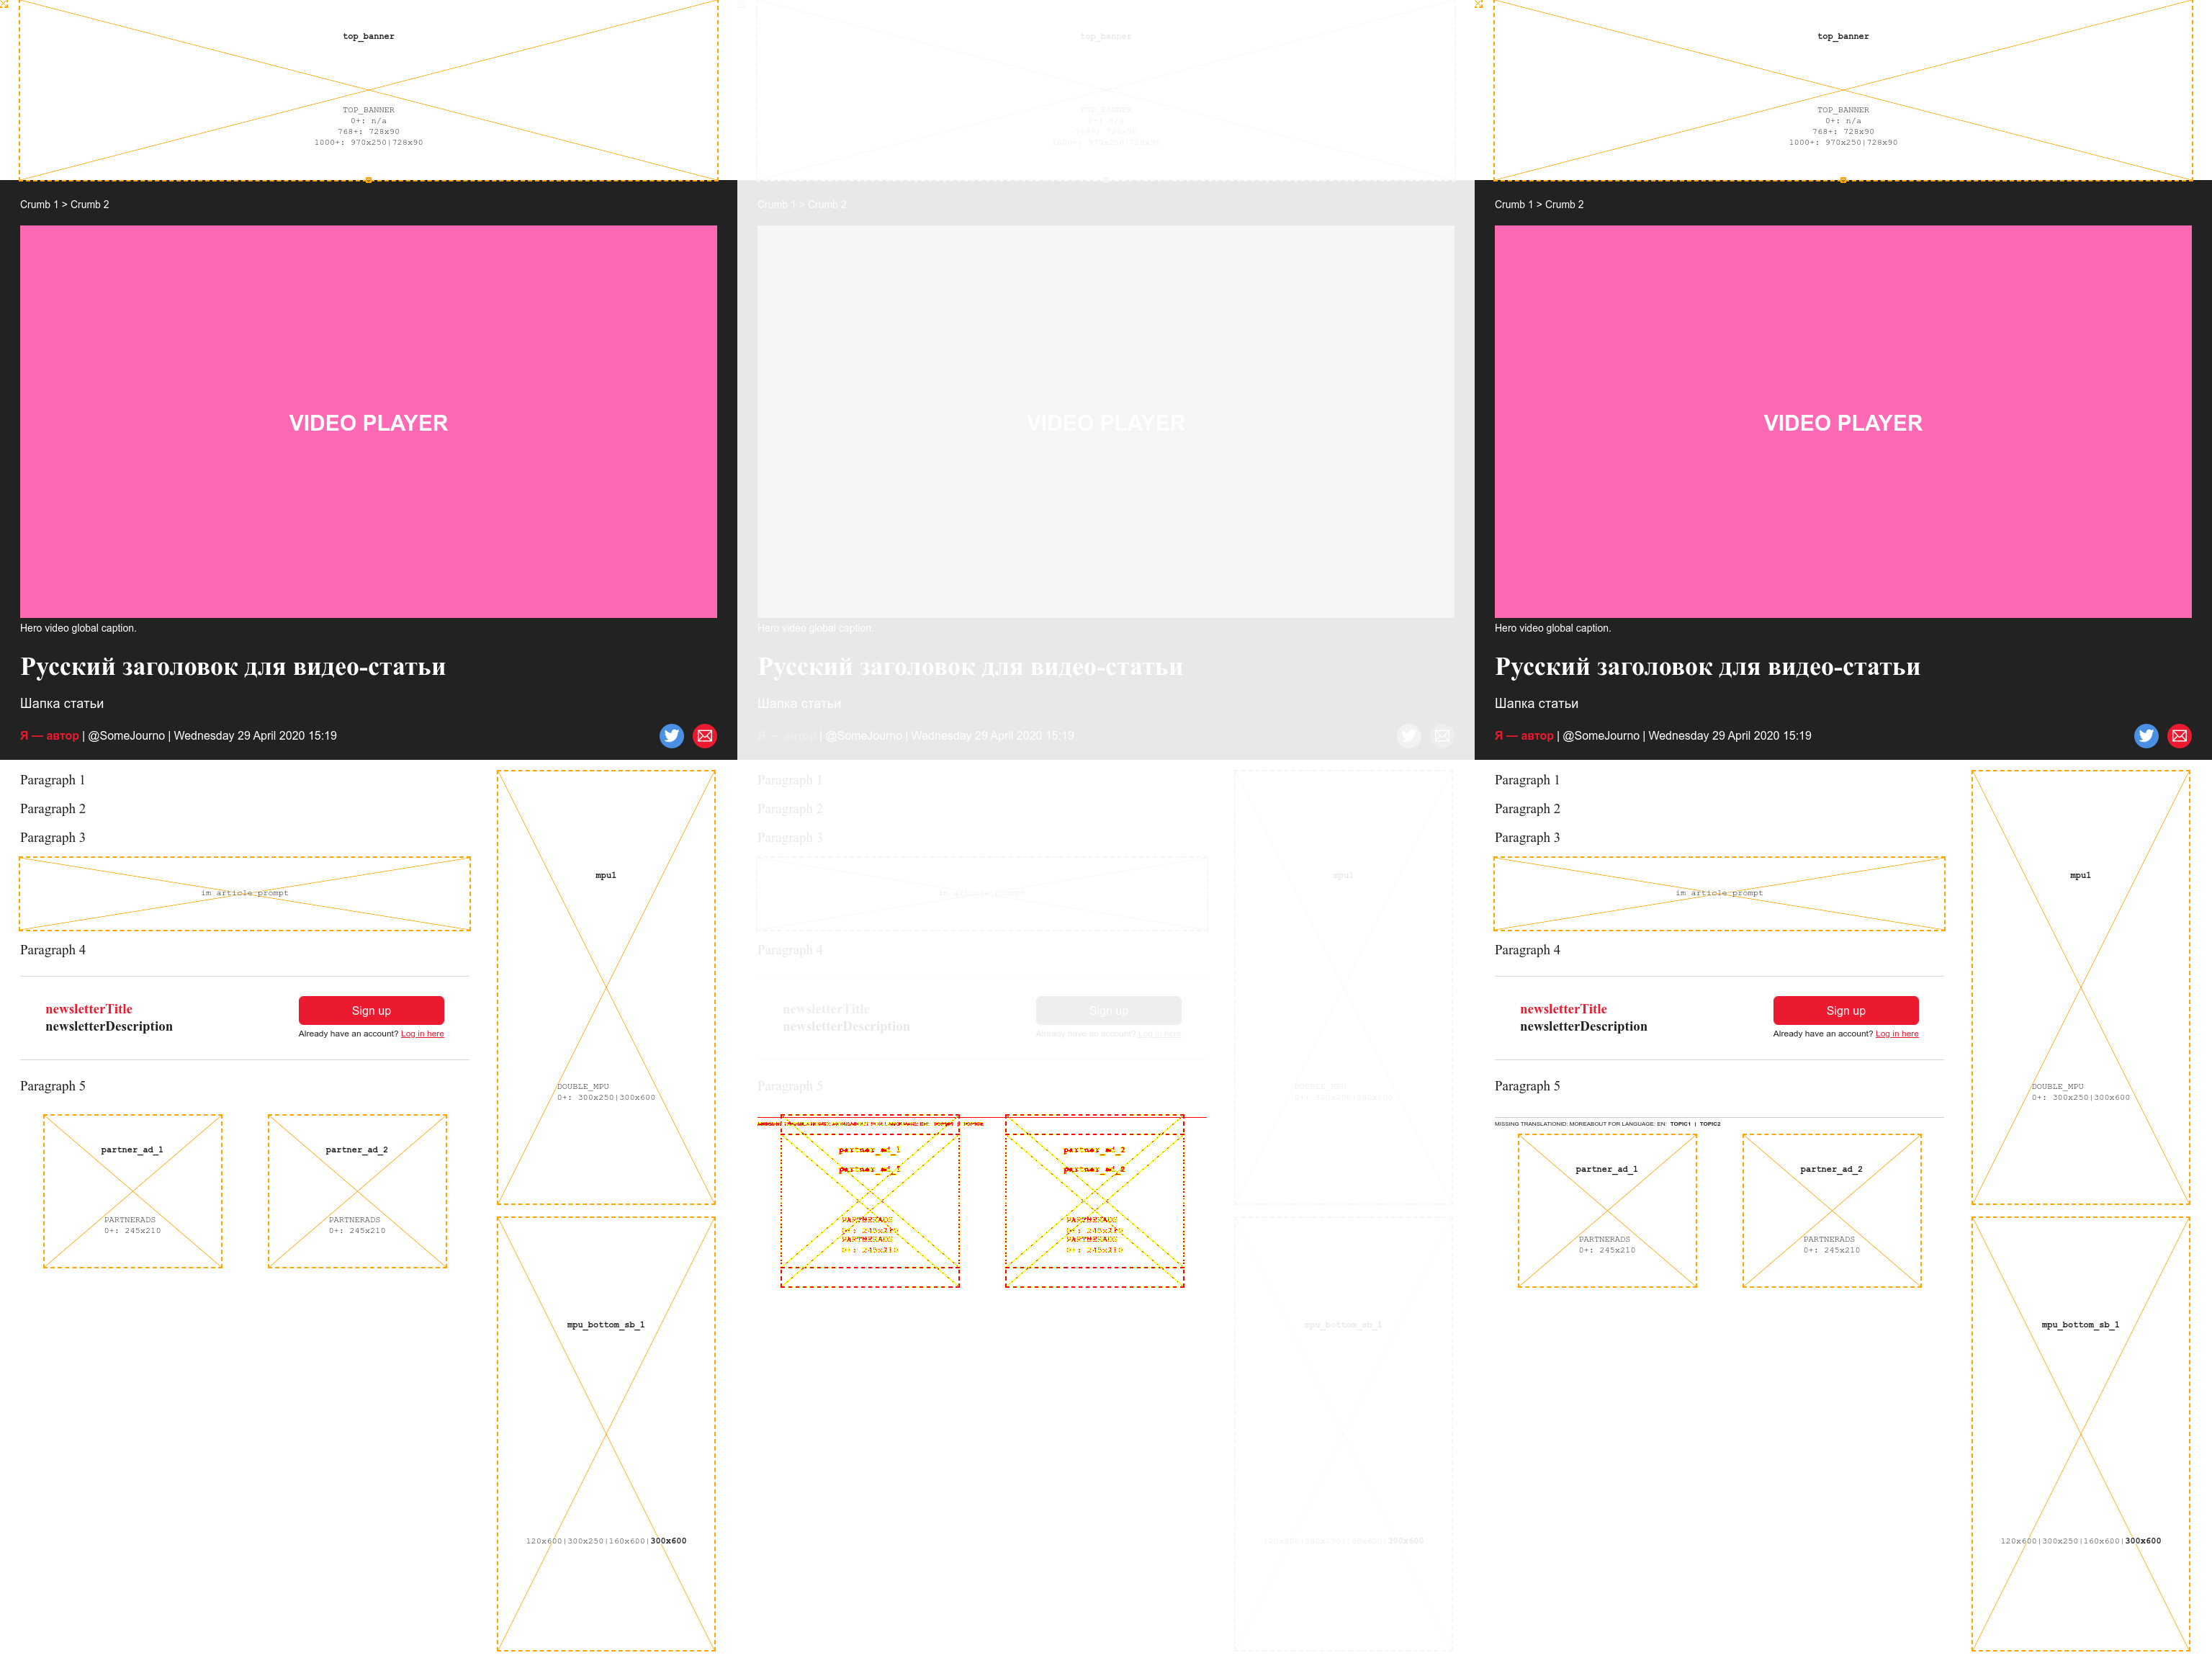 top_banner
TOP_BANNER
0+: n/a
768+: 728x90
1000+: 970x250|728x90
Crumb 1 > Crumb 2
VIDEO PLAYER
Hero video global caption.
Русский заголовок для видео-статьи
Шапка статьи
Я — автор | @SomeJourno | Wednesday 29 April 2020 15:19
Paragraph 1
Paragraph 2
Paragraph 3
im article prompt
Paragraph 4
newsletterTitle
newsletterDescription
Sign up
Already have an account? Log in here
Paragraph 5
partner_ad_1
PARTNERADS
0+: 245x210
partner_ad_2
PARTNERADS
0+: 245x210
mpu1
DOUBLE_MPU
0+: 300x250|300x600
mpu_bottom_sb_1
120x600|300x250|160x600|300x600
top_banner
TOP_BANNER
0+: n/a
768+: 728x90
1000+: 970x250|728x90
Crumb 1 > Crumb 2
VIDEO PLAYER
Hero video global caption.
Русский заголовок для видео-статьи
Шапка статьи
Я — автор | @SomeJourno | Wednesday 29 April 2020 15:19
Paragraph 1
Paragraph 2
Paragraph 3
im article prompt
Paragraph 4
newsletterTitle
newsletterDescription
Sign up
Already have an account? Log in here
Paragraph 5
partner_ad_1
partner_ad_1
PARTNERADS
0+: 245x210
PARTNERADS
0+: 245x210
partner_ad_2
partner_ad_2
PARTNERADS
0+: 245x210
PARTNERADS
0+: 245x210
mpu1
DOUBLE_MPU
0+: 300x250|300x600
mpu_bottom_sb_1
120x600|300x250|160x600|300x600
top_banner
TOP_BANNER
0+: n/a
768+: 728x90
1000+: 970x250|728x90
Crumb 1 > Crumb 2
VIDEO PLAYER
Hero video global caption.
Русский заголовок для видео-статьи
Шапка статьи
Я — автор | @SomeJourno | Wednesday 29 April 2020 15:19
Paragraph 1
Paragraph 2
Paragraph 3
im article prompt
Paragraph 4
newsletterTitle
newsletterDescription
Sign up
Already have an account? Log in here
Paragraph 5
MISSING TRANSLATIONID: MOREABOUT FOR LANGUAGE: EN: TOPIC1 | TOPIC2
partner_ad_1
PARTNERADS
0+: 245x210
partner_ad_2
PARTNERADS
0+: 245x210
mpu1
DOUBLE_MPU
0+: 300x250|300x600
mpu_bottom_sb_1
120x600|300x250|160x600|300x600